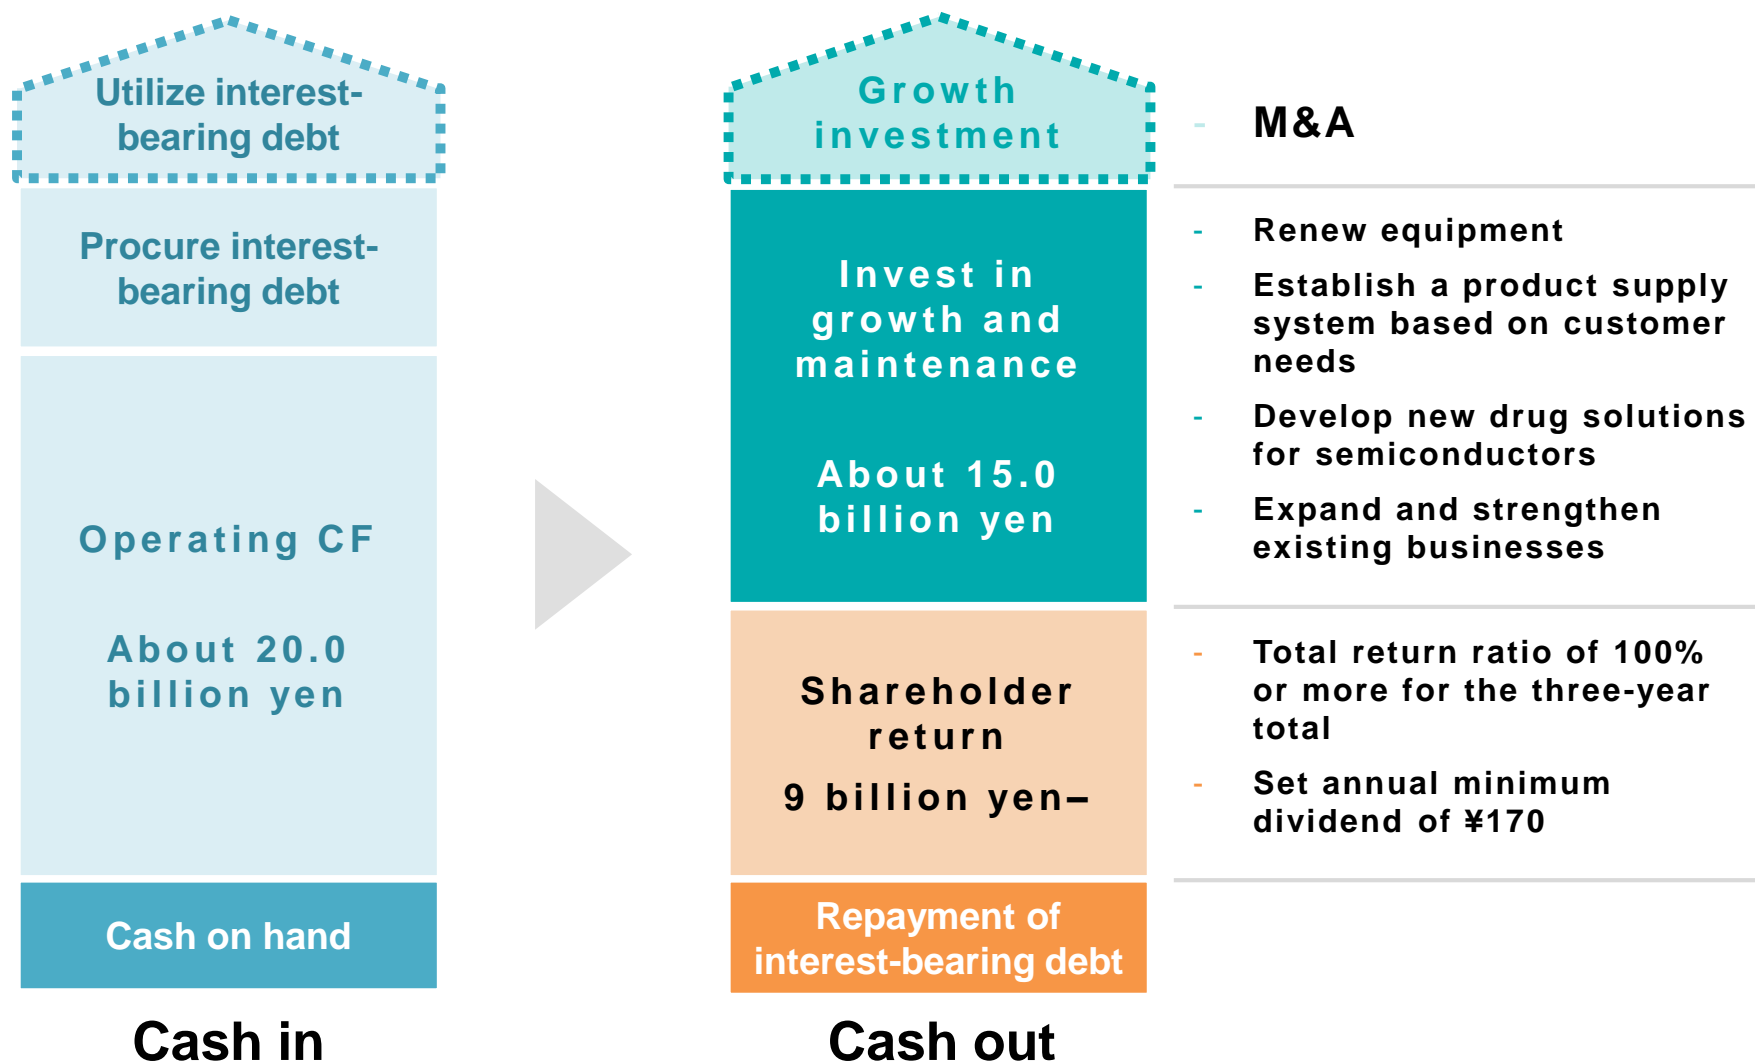 Utilize interest-
bearing debt
Procure interest-
bearing debt
Operating CF
About 20.0
billion yen
Cash on hand
Cash in
Growth
investment
Invest in
growth and
maintenance
About 15.0
billion yen
Shareholder
return
9 billion yen–
Repayment of
interest-bearing debt
Cash out
- M&A
- Renew equipment
- Establish a product supply
system based on customer
needs
- Develop new drug solutions
for semiconductors
- Expand and strengthen
existing businesses
- Total return ratio of 100%
or more for the three-year
total
- Set annual minimum
dividend of ¥170